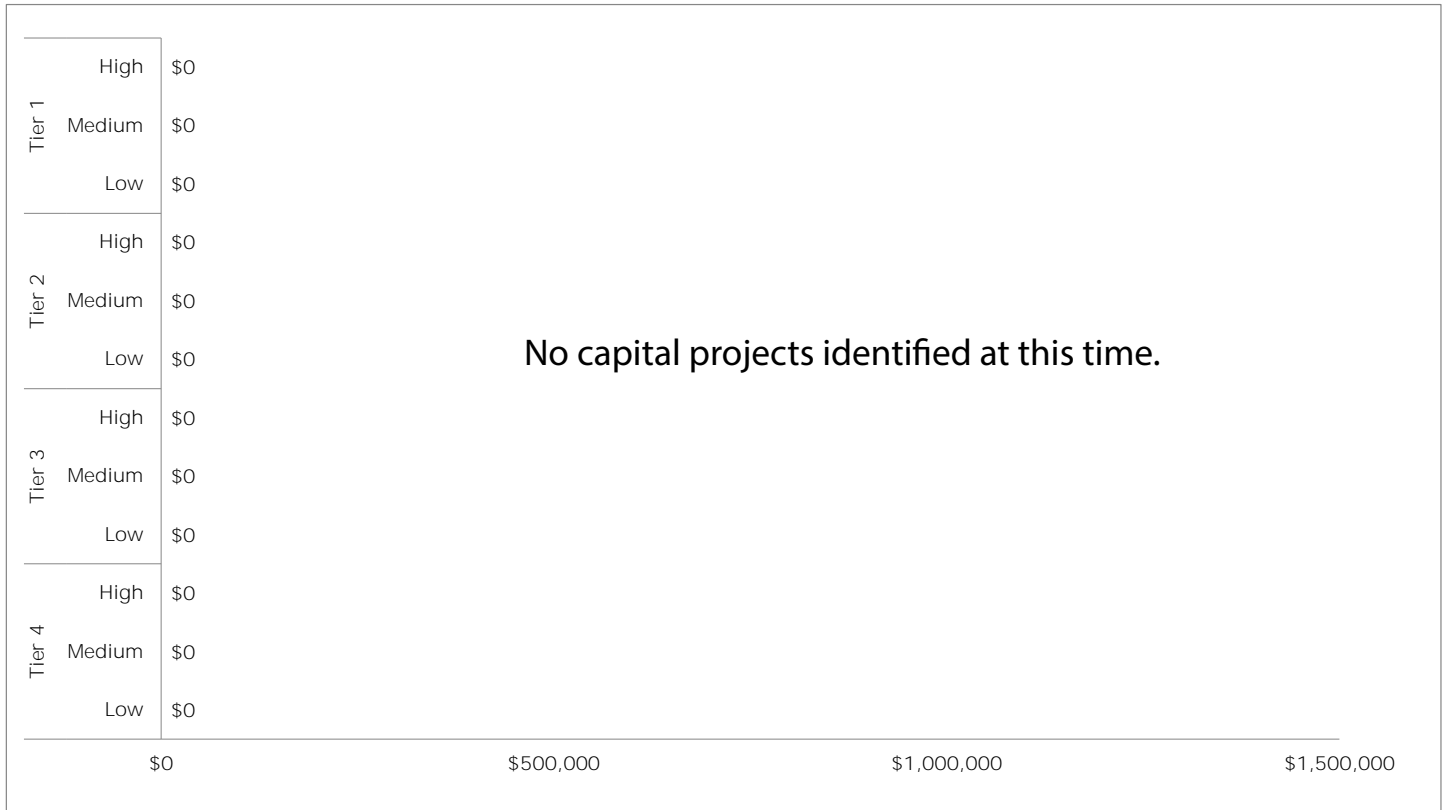 Tier 1
High $0
Medium $0
Low $0
Tier 2
High $0
Medium $0
Low $0
No capital projects identified at this time.
Tier 3
High $0
Medium $0
Low $0
Tier 4
High $0
Medium $0
Low $0
$0 $500,000 $1,000,000 $1,500,000